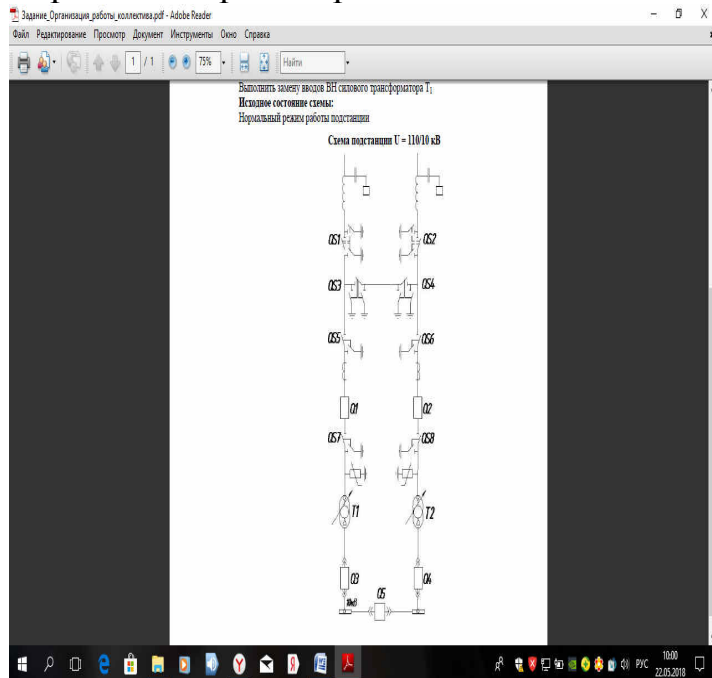 Задание_Организация_работы_коллектива.pdf - Adobe Reader
Файл Редактирование Просмотр Документ Инструменты Окно Справка
1 / 1 75% Найти
Выполнить замену вводов ВН силового трансформатора Т1
Исходное состояние схемы:
Нормальный режим работы подстанции
Схема подстанции U = 110/10 кВ
QS1 QS2
QS3 QS4
QS5 QS6
Q1 Q2
QS7 QS8
T1 T2
Q3 Q4
Q5
РУС 10:00
22.05.2018